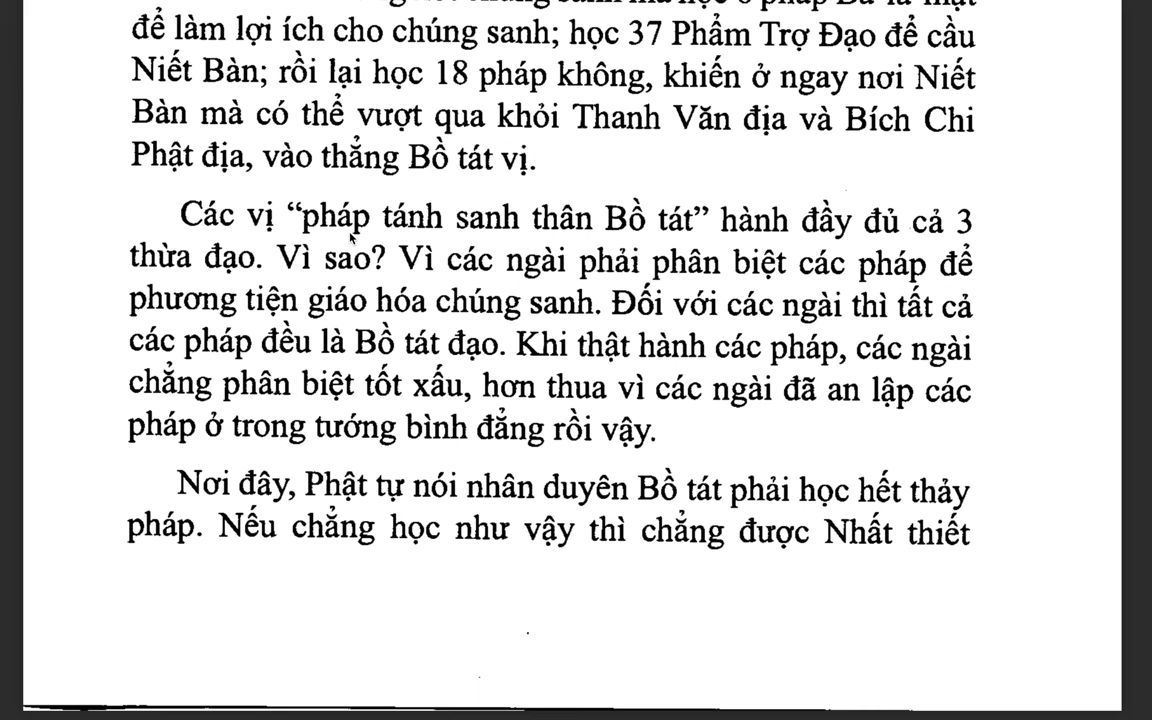 để làm lợi ích cho chúng sanh; học 37 Phẩm Trợ Đạo để cầu
Niết Bàn; rồi lại học 18 pháp không, khiến ở ngay nơi Niết
Bàn mà có thể vượt qua khỏi Thanh Văn địa và Bích Chi
Phật địa, vào thẳng Bồ tát vị.
Các vị “pháp tánh sanh thân Bồ tát” hành đầy đủ cả 3
thừa đạo. Vì sao? Vì các ngài phải phân biệt các pháp để
phương tiện giáo hóa chúng sanh. Đối với các ngài thì tất cả
các pháp đều là Bồ tát đạo. Khi thật hành các pháp, các ngài
chẳng phân biệt tốt xấu, hơn thua vì các ngài đã an lập các
pháp ở trong tướng bình đẳng rồi vậy.
Nơi đây, Phật tự nói nhân duyên Bồ tát phải học hết thảy
pháp. Nếu chẳng học như vậy thì chẳng được Nhất thiết